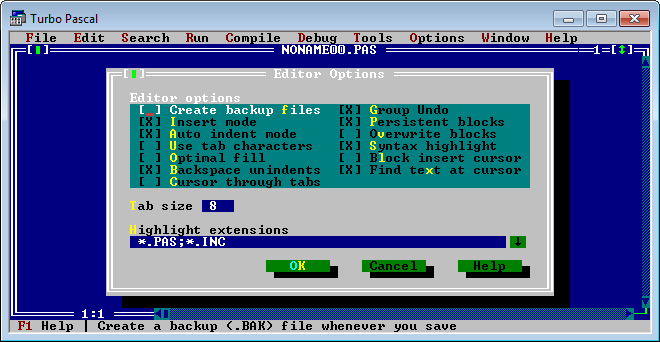 Turbo Pascal
File Edit Search Run Compile Debug Tools Options Window Help
NONAME00.PAS 1=[↕]
Editor Options
Editor options
[ ] Create backup files [X] Group Undo
[X] Insert mode [X] Persistent blocks
[X] Auto indent mode [ ] Overwrite blocks
[ ] Use tab characters [X] Syntax highlight
[ ] Optimal fill [ ] Block insert cursor
[X] Backspace unindents [X] Find text at cursor
[ ] Cursor through tabs
Tab size 8
Highlight extensions
*.PAS;*.INC
OK Cancel Help
1:1
F1 Help | Create a backup (.BAK) file whenever you save